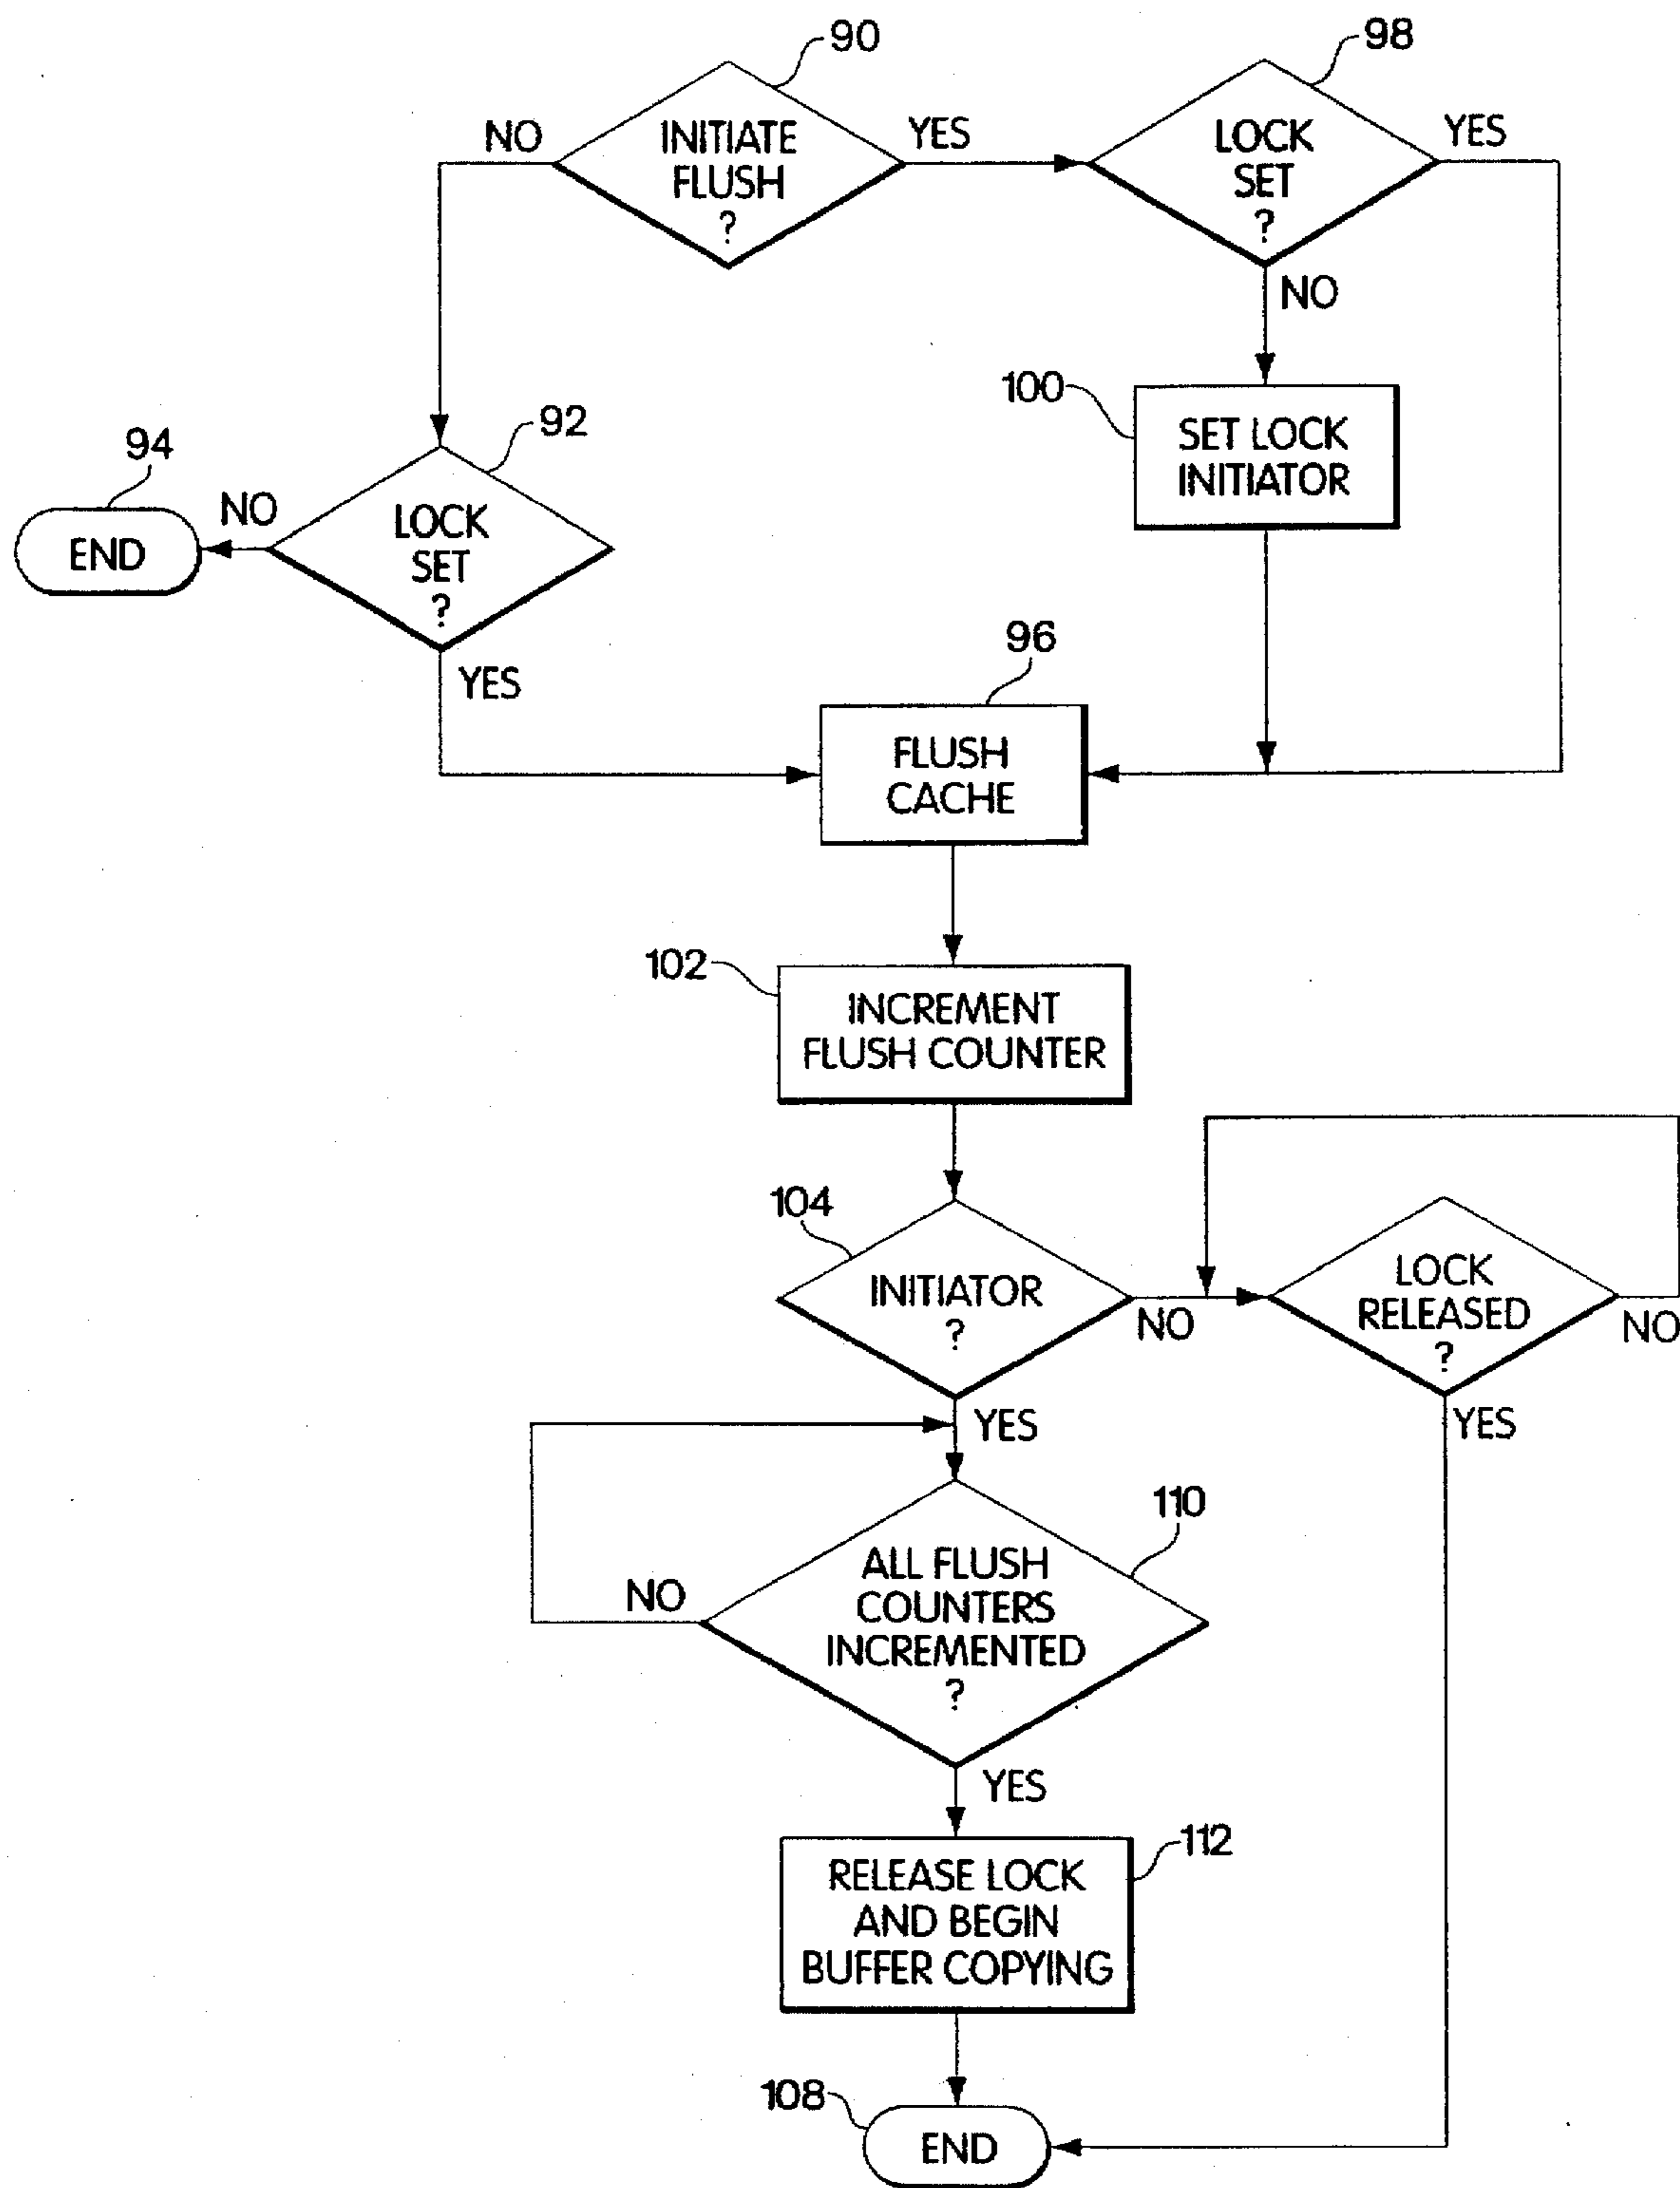 90
98
NO
INITIATE
FLUSH
?
YES
LOCK
SET
?
YES
NO
100
SET LOCK
INITIATOR
92
94
END
NO
LOCK
SET
?
YES
96
FLUSH
CACHE
102
INCREMENT
FLUSH COUNTER
104
INITIATOR
?
NO
LOCK
RELEASED
?
NO
YES
YES
110
ALL FLUSH
COUNTERS
INCREMENTED
?
NO
YES
112
RELEASE LOCK
AND BEGIN
BUFFER COPYING
108
END